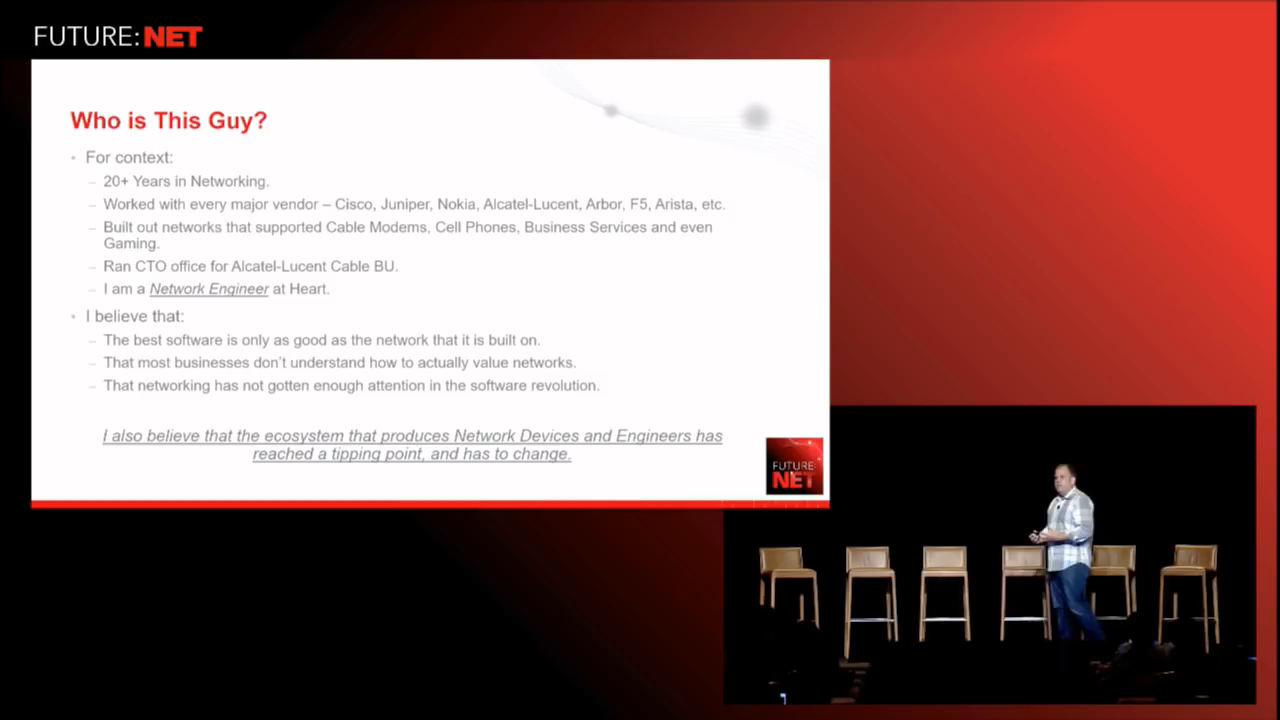 FUTURE:NET
Who is This Guy?
• For context:
– 20+ Years in Networking.
– Worked with every major vendor – Cisco, Juniper, Nokia, Alcatel-Lucent, Arbor, F5, Arista, etc.
– Built out networks that supported Cable Modems, Cell Phones, Business Services and even
Gaming.
– Ran CTO office for Alcatel-Lucent Cable BU.
– I am a Network Engineer at Heart.
• I believe that:
– The best software is only as good as the network that it is built on.
– That most businesses don't understand how to actually value networks.
– That networking has not gotten enough attention in the software revolution.
I also believe that the ecosystem that produces Network Devices and Engineers has
reached a tipping point, and has to change.
FUTURE:
NET